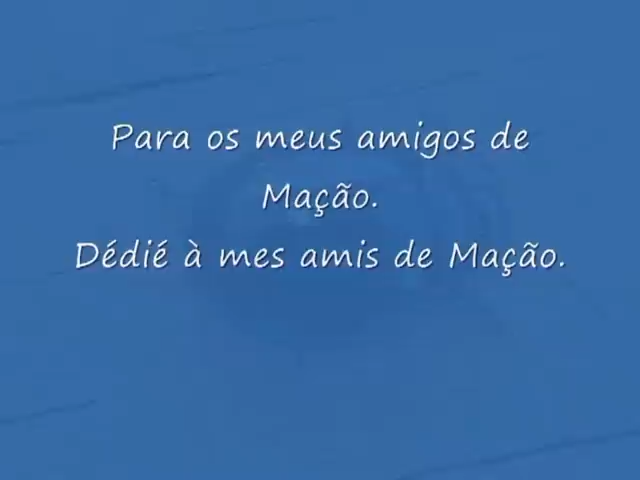 Para os meus amigos de
Mação.
Dédié à mes amis de Mação.